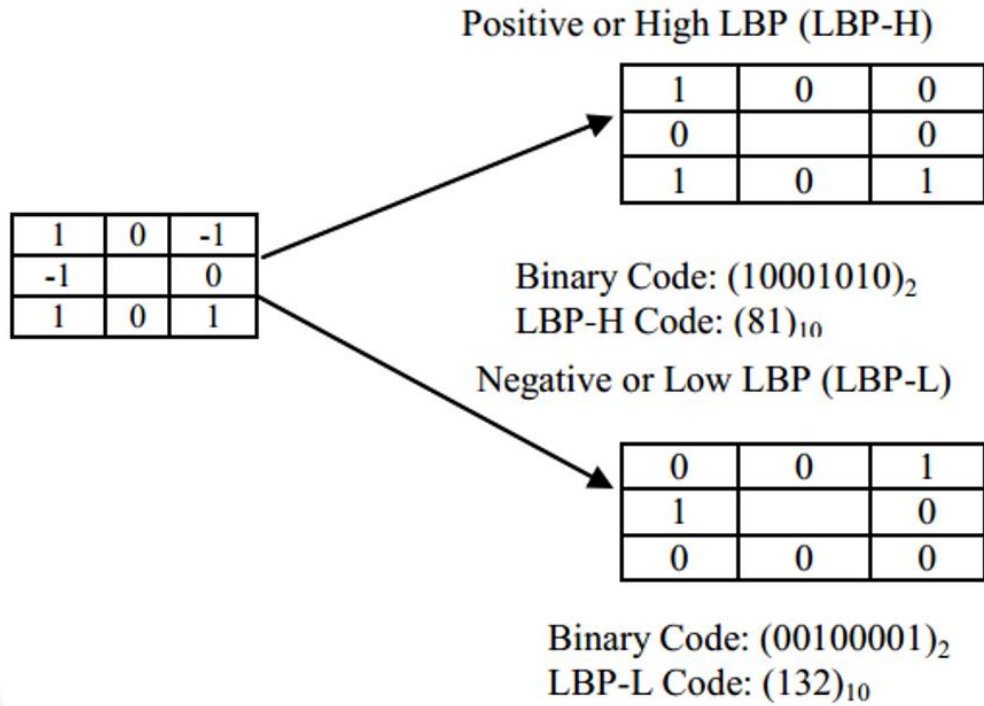 Positive or High LBP (LBP-H)
1 0 0
0 0
1 0 1
1 0 -1
-1 0
1 0 1
Binary Code: (10001010)₂
LBP-H Code: (81)₁₀
Negative or Low LBP (LBP-L)
0 0 1
1 0
0 0 0
Binary Code: (00100001)₂
LBP-L Code: (132)₁₀